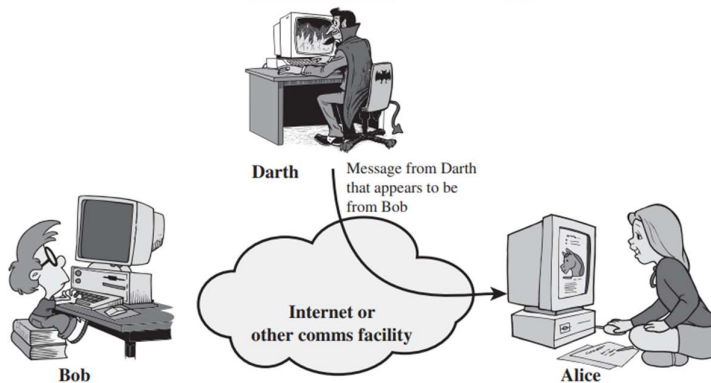 Darth
Message from Darth
that appears to be
from Bob
Internet or
other comms facility
Bob
Alice